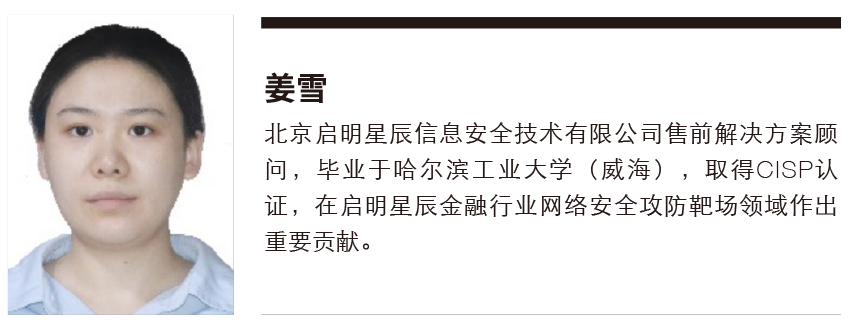 姜雪
北京启明星辰信息安全技术有限公司售前解决方案顾
问，毕业于哈尔滨工业大学（威海），取得CISP认
证，在启明星辰金融行业网络安全攻防靶场领域作出
重要贡献。